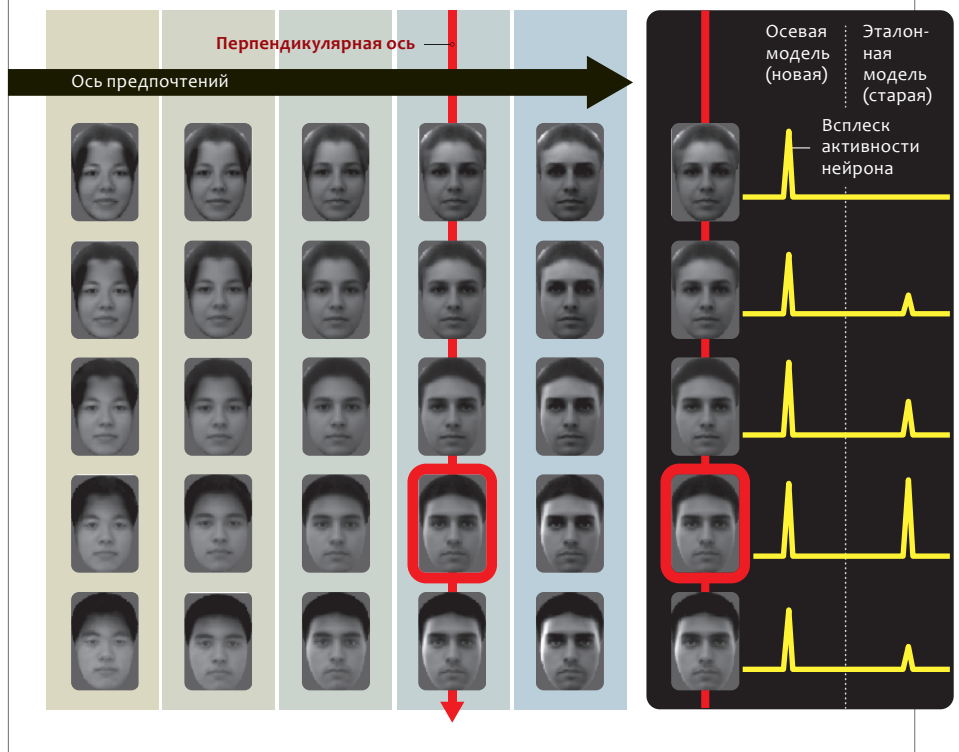 Перпендикулярная ось
Ось предпочтений
Осевая
модель
(новая)
Эталон-
ная
модель
(старая)
Всплеск
активности
нейрона